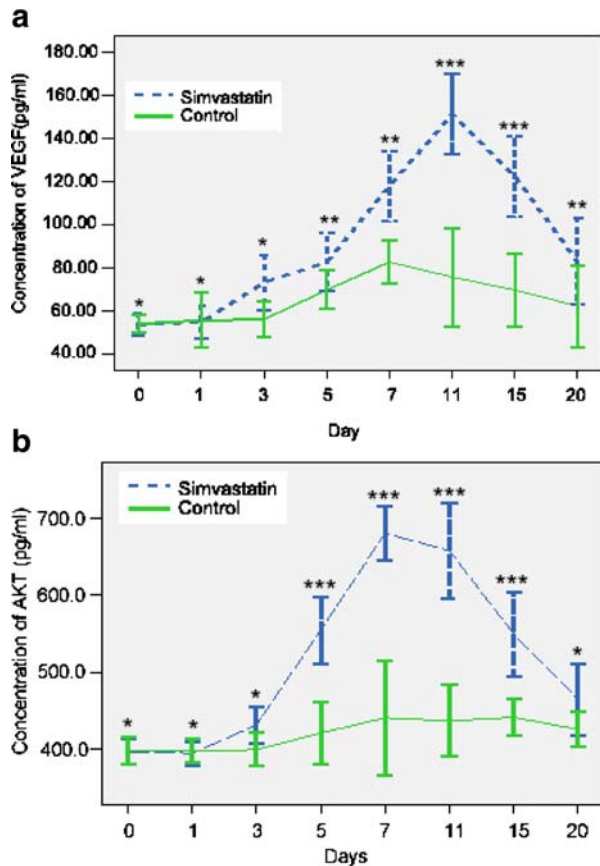 a
Concentration of VEGF(pg/ml)
180.00
160.00
140.00
120.00
100.00
80.00
60.00
40.00
Simvastatin
Control
* * * ** ** *** *** **
0 1 3 5 7 11 15 20
Day
b
Concentration of AKT (pg/ml)
700.0
600.0
500.0
400.0
Simvastatin
Control
* * * *** *** *** *** *
0 1 3 5 7 11 15 20
Days